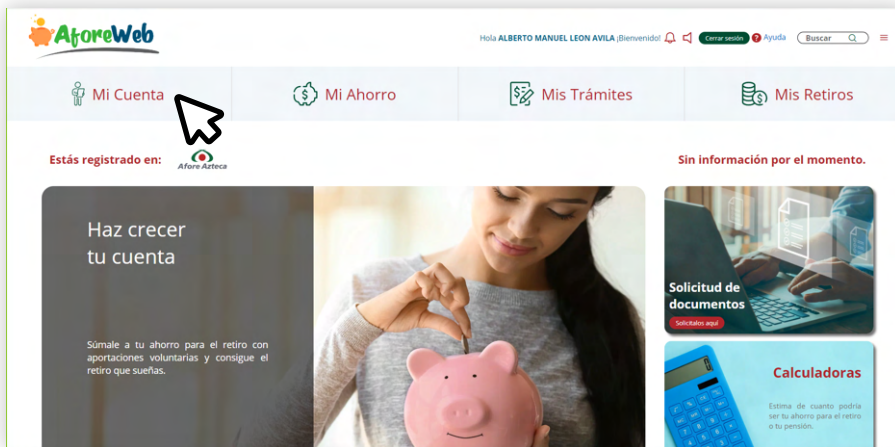 AforeWeb
Hola ALBERTO MANUEL LEON AVILA ¡Bienvenido! Cerrar sesión ? Ayuda Buscar
Mi Cuenta Mi Ahorro Mis Trámites Mis Retiros
Estás registrado en: Afore Azteca Sin información por el momento.
Haz crecer
tu cuenta
Súmale a tu ahorro para el retiro con
aportaciones voluntarias y consigue el
retiro que sueñas.
Solicitud de
documentos
Solicítalos aquí
Calculadoras
Estima de cuanto podría
ser tu ahorro para el retiro
o tu pensión.